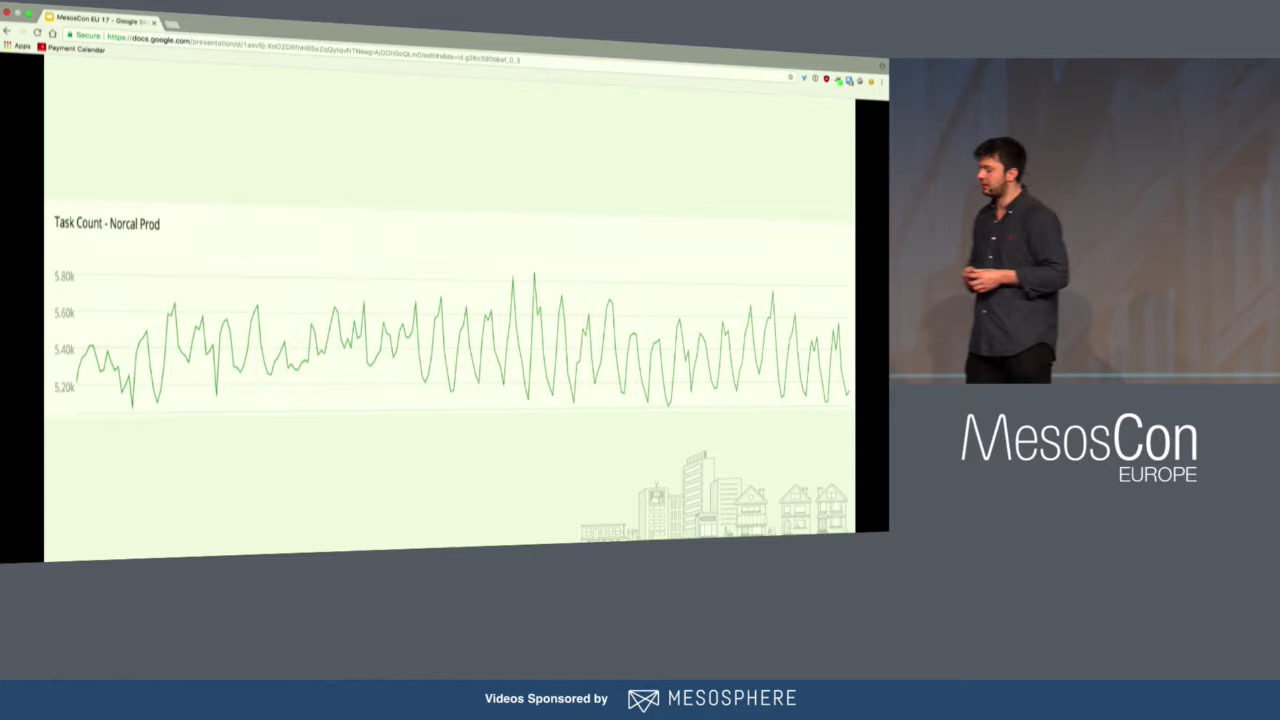 MesosCon EU 17 - Google Sli
Secure
Apps
Payment Calendar
Task Count - Norcal Prod
5.80k
5.60k
5.40k
5.20k
MesosCon
EUROPE
Videos Sponsored by
MESOSPHERE